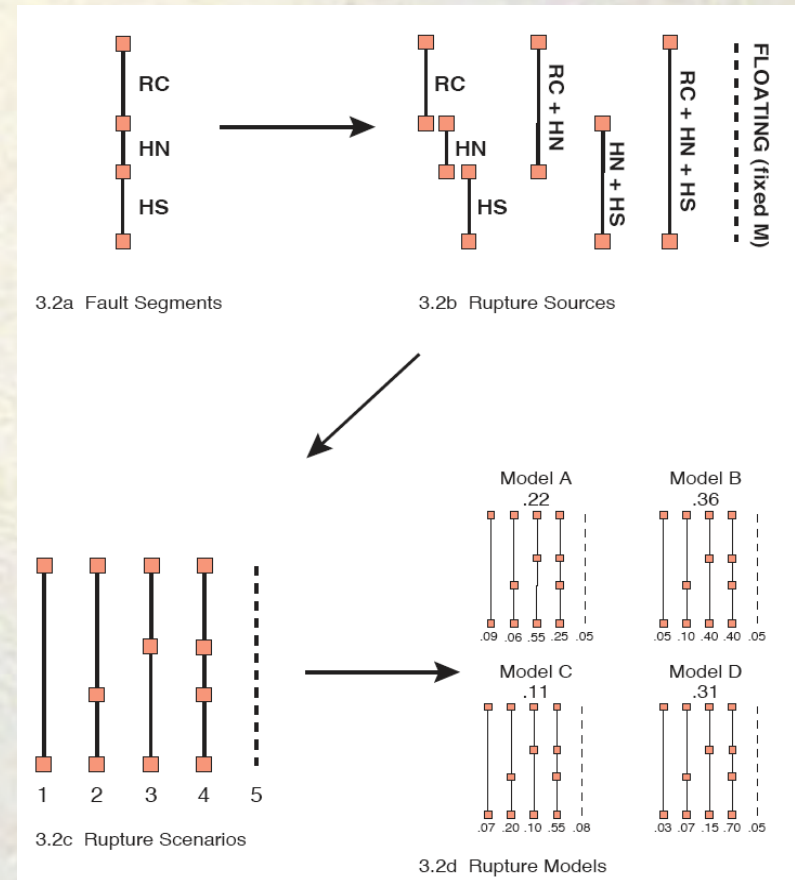 RC
HN
HS
3.2a Fault Segments
RC
HN
HS
RC + HN
HN + HS
RC + HN + HS
FLOATING (fixed M)
3.2b Rupture Sources
1 2 3 4 5
3.2c Rupture Scenarios
Model A
.22
.09 .06 .55 .25 .05
Model B
.36
.05 .10 .40 .40 .05
Model C
.11
.07 .20 .10 .55 .08
Model D
.31
.03 .07 .15 .70 .05
3.2d Rupture Models